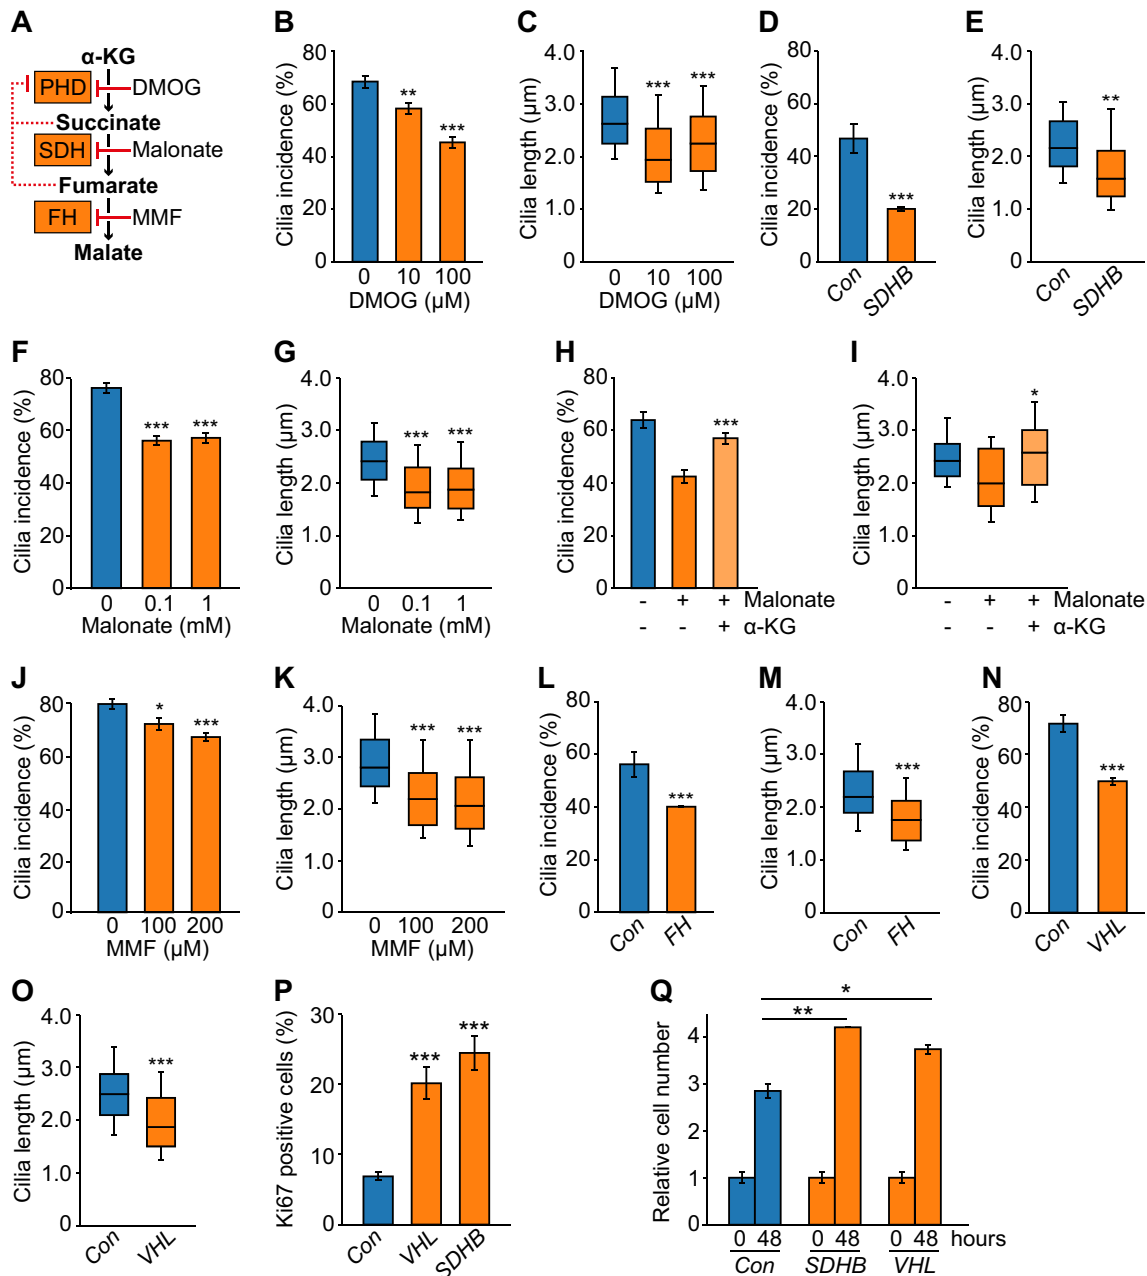 A
α-KG
PHD
DMOG
Succinate
SDH
Malonate
Fumarate
FH
MMF
Malate
B
Cilia incidence (%)
80
60
40
20
0
**
***
0 10 100
DMOG (µM)
C
Cilia length (µm)
4.0
3.0
2.0
1.0
0
***
***
0 10 100
DMOG (µM)
D
Cilia incidence (%)
80
60
40
20
0
***
Con SDHB
E
Cilia length (µm)
4.0
3.0
2.0
1.0
0
**
Con SDHB
F
Cilia incidence (%)
80
60
40
20
0
***
***
0 0.1 1
Malonate (mM)
G
Cilia length (µm)
4.0
3.0
2.0
1.0
0
***
***
0 0.1 1
Malonate (mM)
H
Cilia incidence (%)
80
60
40
20
0
***
- + + Malonate
- - + α-KG
I
Cilia length (µm)
4.0
3.0
2.0
1.0
0
*
- + + Malonate
- - + α-KG
J
Cilia incidence (%)
80
60
40
20
0
*
***
0 100 200
MMF (µM)
K
Cilia length (µm)
4.0
3.0
2.0
1.0
0
***
***
0 100 200
MMF (µM)
L
Cilia incidence (%)
80
60
40
20
0
***
Con FH
M
Cilia length (µm)
4.0
3.0
2.0
1.0
0
***
Con FH
N
Cilia incidence (%)
80
60
40
20
0
***
Con VHL
O
Cilia length (µm)
4.0
3.0
2.0
1.0
0
***
Con VHL
P
Ki67 positive cells (%)
30
20
10
0
***
***
Con VHL SDHB
Q
Relative cell number
4
3
2
1
0
*
**
0 48 0 48 0 48 hours
Con SDHB VHL